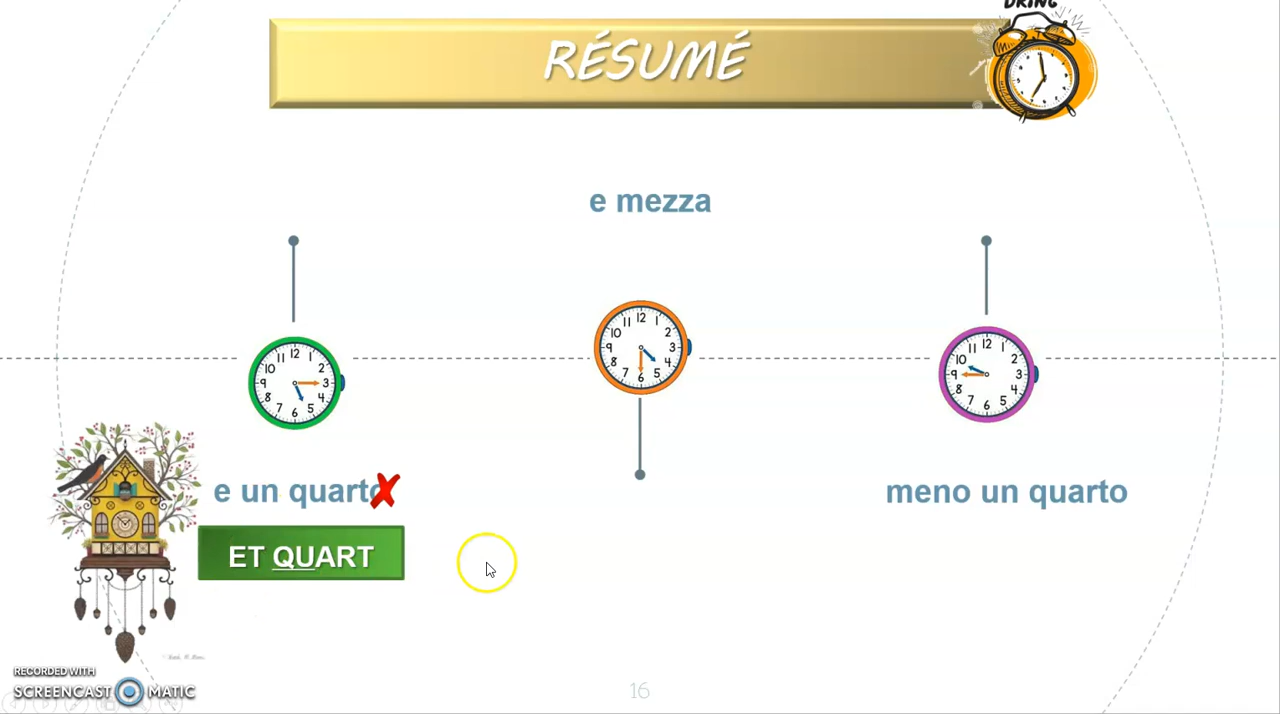 DRING
RÉSUMÉ
e mezza
e un quarto
meno un quarto
ET QUART
RECORDED WITH
SCREENCAST MATIC
16